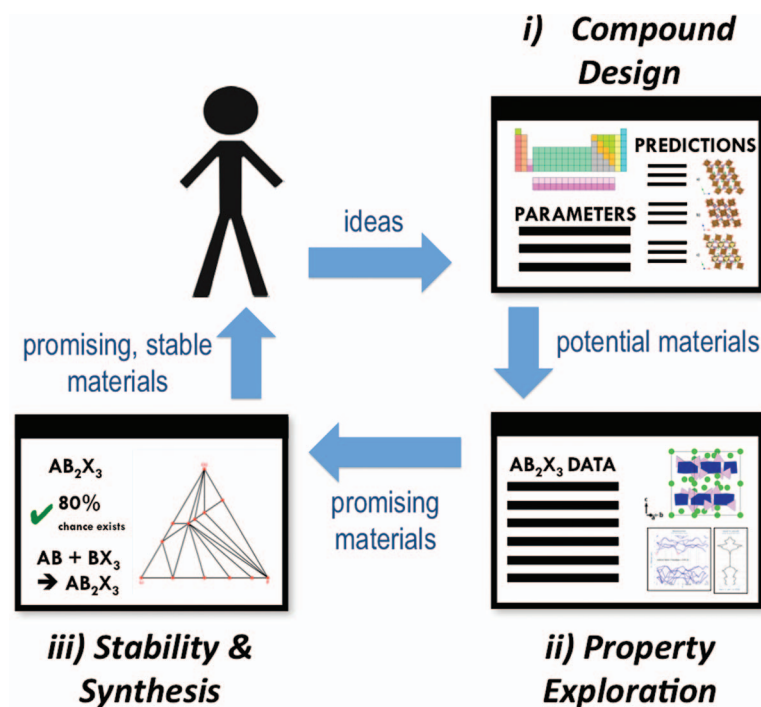 i) Compound
Design
PREDICTIONS
PARAMETERS
ideas
potential materials
promising, stable
materials
AB₂X₃
80%
chance exists
AB + BX₃
➔ AB₂X₃
promising
materials
AB₂X₃ DATA
iii) Stability &
Synthesis
ii) Property
Exploration